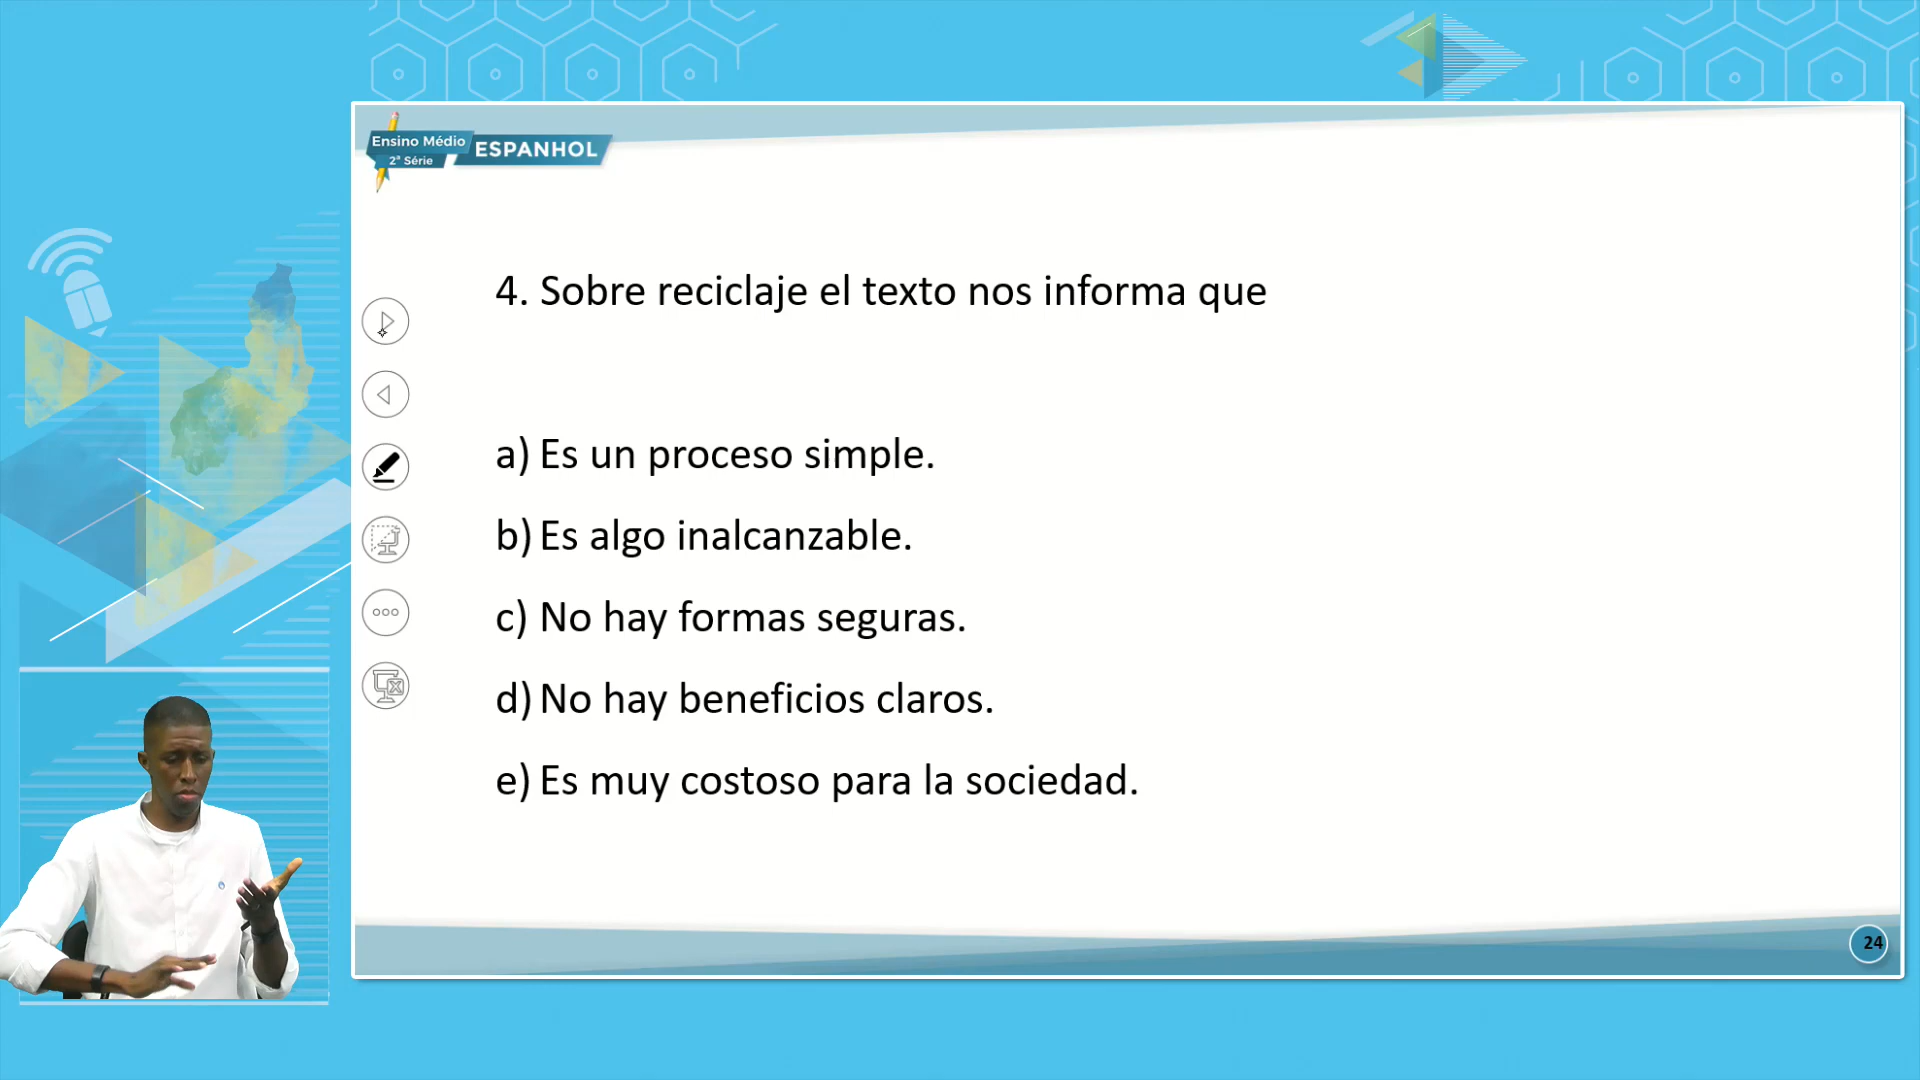 Ensino Médio
2ª Série
ESPANHOL
4. Sobre reciclaje el texto nos informa que
a) Es un proceso simple.
b) Es algo inalcanzable.
c) No hay formas seguras.
d) No hay beneficios claros.
e) Es muy costoso para la sociedad.
24